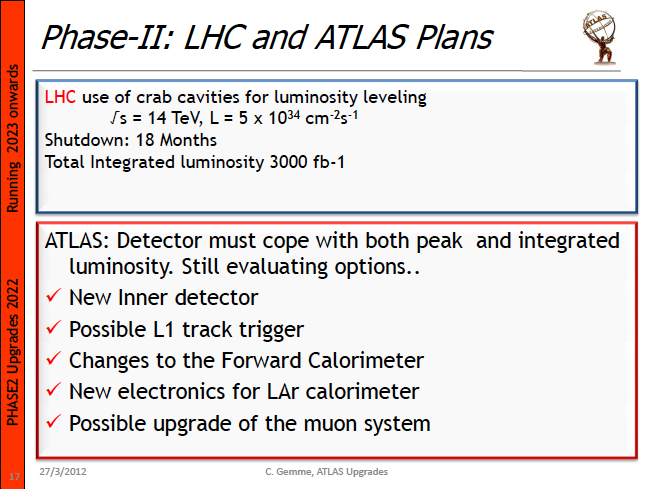 Phase-II: LHC and ATLAS Plans
ATLAS
LHC use of crab cavities for luminosity leveling
√s = 14 TeV, L = 5 x 10³⁴ cm⁻²s⁻¹
Shutdown: 18 Months
Total Integrated luminosity 3000 fb-1
ATLAS: Detector must cope with both peak and integrated
luminosity. Still evaluating options..
✓ New Inner detector
✓ Possible L1 track trigger
✓ Changes to the Forward Calorimeter
✓ New electronics for LAr calorimeter
✓ Possible upgrade of the muon system
PHASE2 Upgrades 2022
Running 2023 onwards
17
27/3/2012
C. Gemme, ATLAS Upgrades